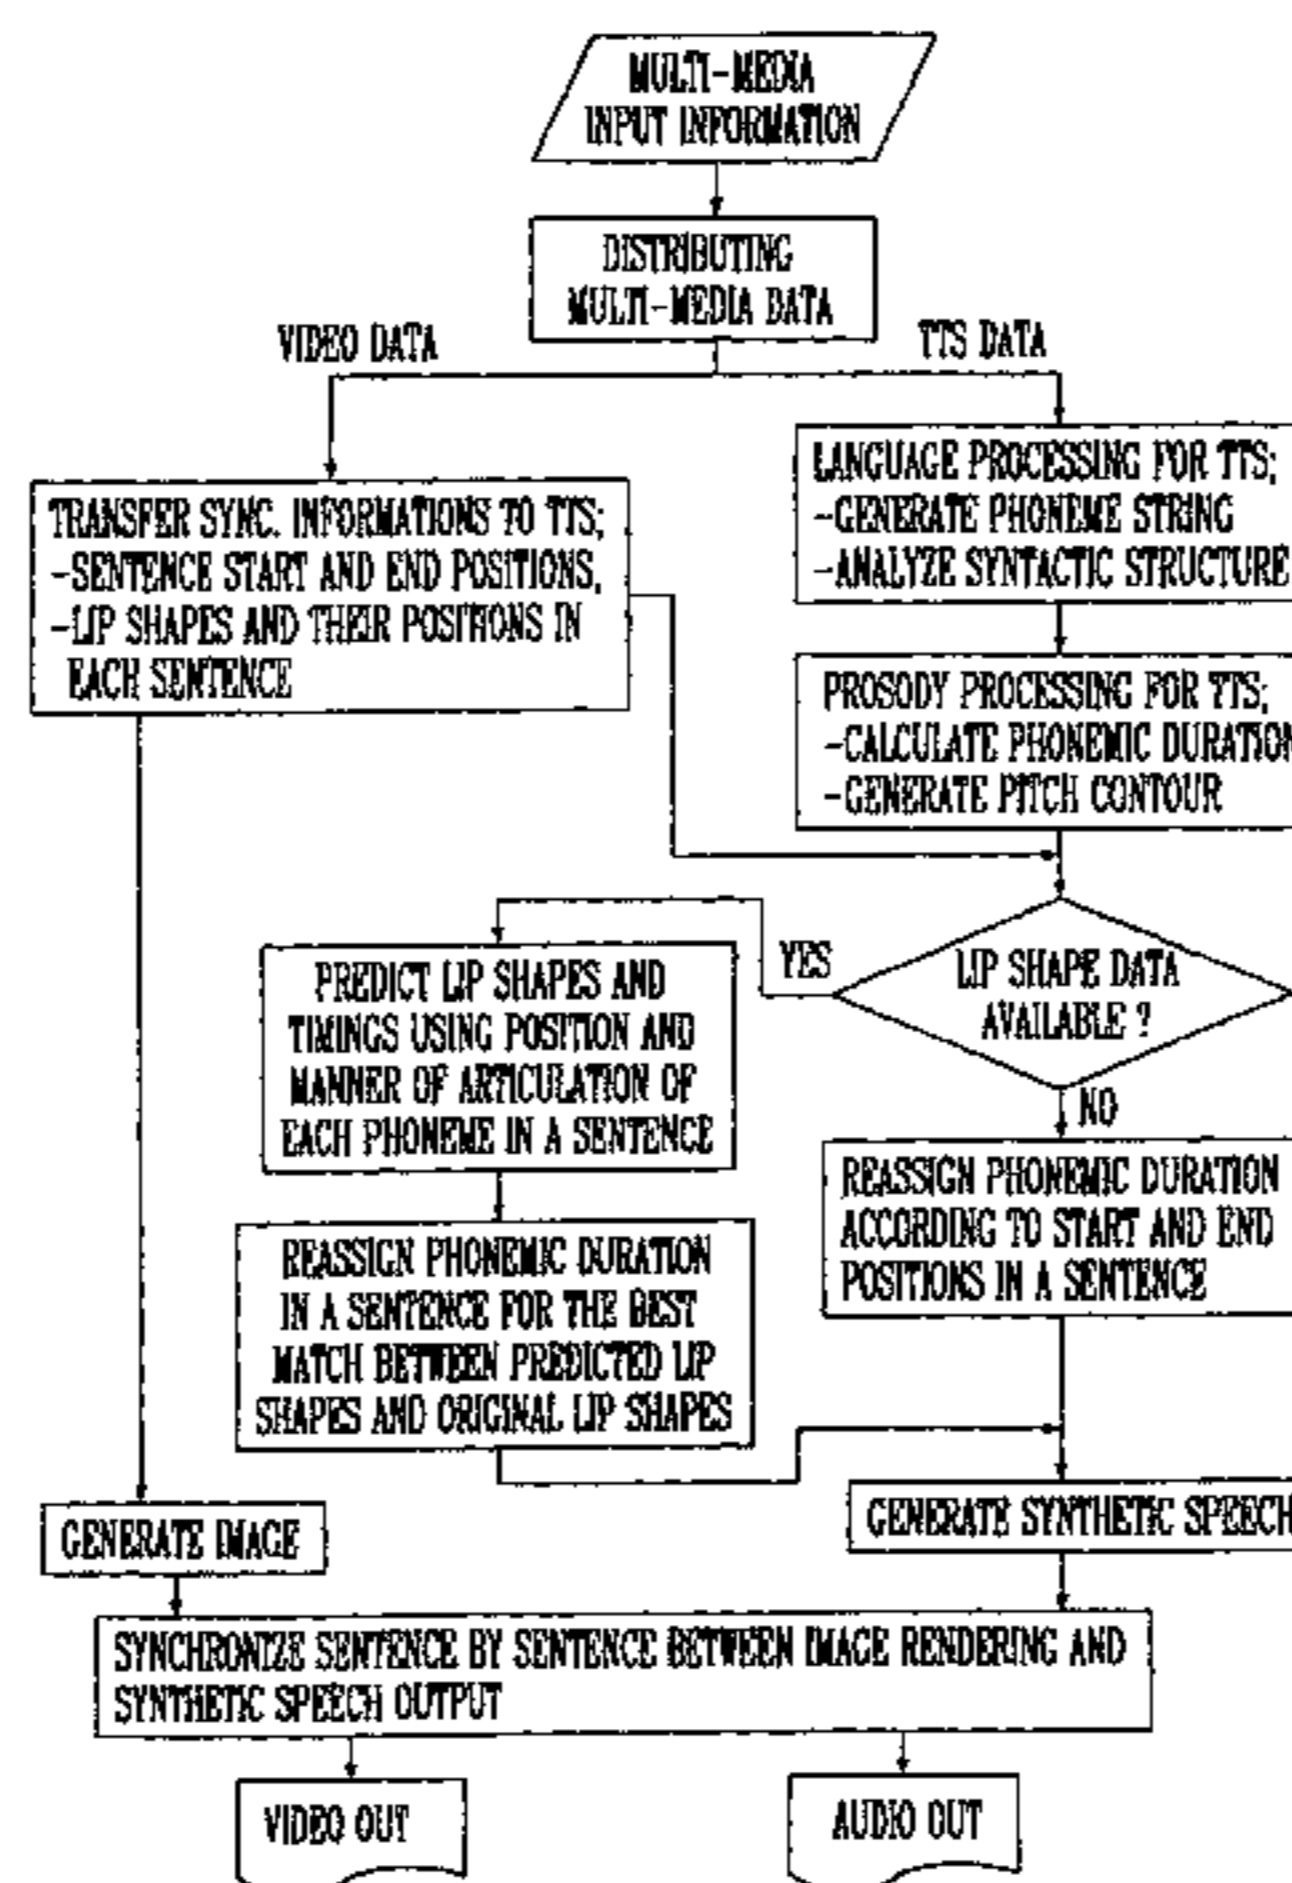 MULTI-MEDIA
INPUT INFORMATION
DISTRIBUTING
MULTI-MEDIA DATA
VIDEO DATA
TTS DATA
TRANSFER SYNC. INFORMATIONS TO TTS;
-SENTENCE START AND END POSITIONS,
-LIP SHAPES AND THEIR POSITIONS IN
EACH SENTENCE
LANGUAGE PROCESSING FOR TTS;
-GENERATE PHONEME STRING
-ANALYZE SYNTACTIC STRUCTURE
PROSODY PROCESSING FOR TTS;
-CALCULATE PHONEMIC DURATION
-GENERATE PITCH CONTOUR
LIP SHAPE DATA
AVAILABLE ?
YES
NO
PREDICT LIP SHAPES AND
TIMINGS USING POSITION AND
MANNER OF ARTICULATION OF
EACH PHONEME IN A SENTENCE
REASSIGN PHONEMIC DURATION
IN A SENTENCE FOR THE BEST
MATCH BETWEEN PREDICTED LIP
SHAPES AND ORIGINAL LIP SHAPES
REASSIGN PHONEMIC DURATION
ACCORDING TO START AND END
POSITIONS IN A SENTENCE
GENERATE IMAGE
GENERATE SYNTHETIC SPEECH
SYNCHRONIZE SENTENCE BY SENTENCE BETWEEN IMAGE RENDERING AND
SYNTHETIC SPEECH OUTPUT
VIDEO OUT
AUDIO OUT